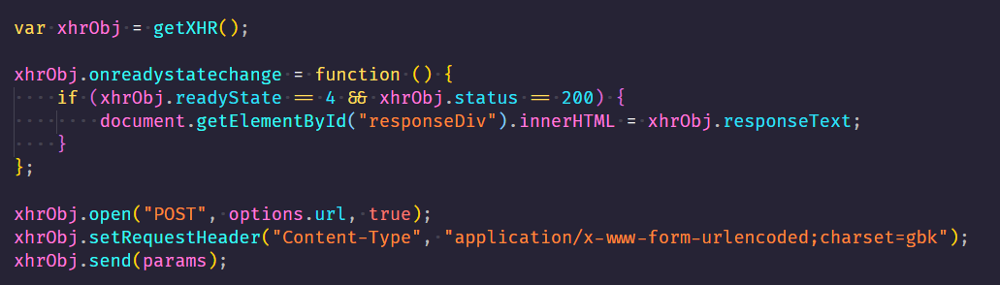 var xhrObj = getXHR();
xhrObj.onreadystatechange = function () {
    if (xhrObj.readyState == 4 && xhrObj.status == 200) {
        document.getElementById("responseDiv").innerHTML = xhrObj.responseText;
    }
};
xhrObj.open("POST", options.url, true);
xhrObj.setRequestHeader("Content-Type", "application/x-www-form-urlencoded;charset=gbk");
xhrObj.send(params);